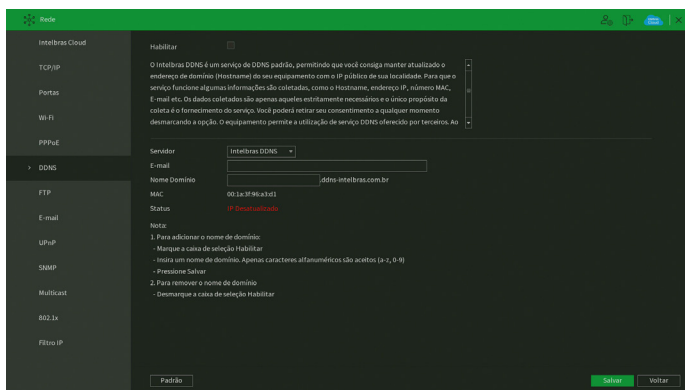 Rede
Intelbras Cloud
TCP/IP
Portas
Wi-Fi
PPPoE
DDNS
FTP
E-mail
UPnP
SNMP
Multicast
802.1x
Filtro IP
Habilitar
O Intelbras DDNS é um serviço de DDNS padrão, permitindo que você consiga manter atualizado o
endereço de domínio (Hostname) do seu equipamento com o IP público de sua localidade. Para que o
serviço funcione algumas informações são coletadas, como o Hostname, endereço IP, número MAC,
E-mail etc. Os dados coletados são apenas aqueles estritamente necessários e o único propósito da
coleta é o fornecimento do serviço. Você poderá retirar seu consentimento a qualquer momento
desmarcando a opção. O equipamento permite a utilização de serviço DDNS oferecido por terceiros. Ao
Servidor Intelbras DDNS
E-mail
Nome Domínio .ddns-intelbras.com.br
MAC 00:1a:3f:96:a3:d1
Status IP Desatualizado
Nota:
1. Para adicionar o nome de domínio:
- Marque a caixa de seleção Habilitar
- Insira um nome de domínio. Apenas caracteres alfanuméricos são aceitos (a-z, 0-9)
- Pressione Salvar
2. Para remover o nome de domínio
- Desmarque a caixa de seleção Habilitar
Padrão Salvar Voltar